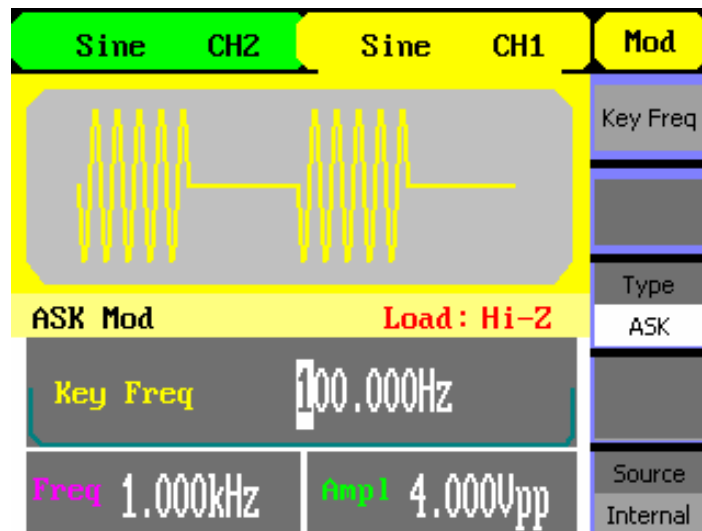 Sine CH2 Sine CH1 Mod
Key Freq
Type
ASK Mod Load: Hi-Z
ASK
Key Freq 100.000Hz
Freq 1.000kHz Ampl 4.000Vpp
Source
Internal